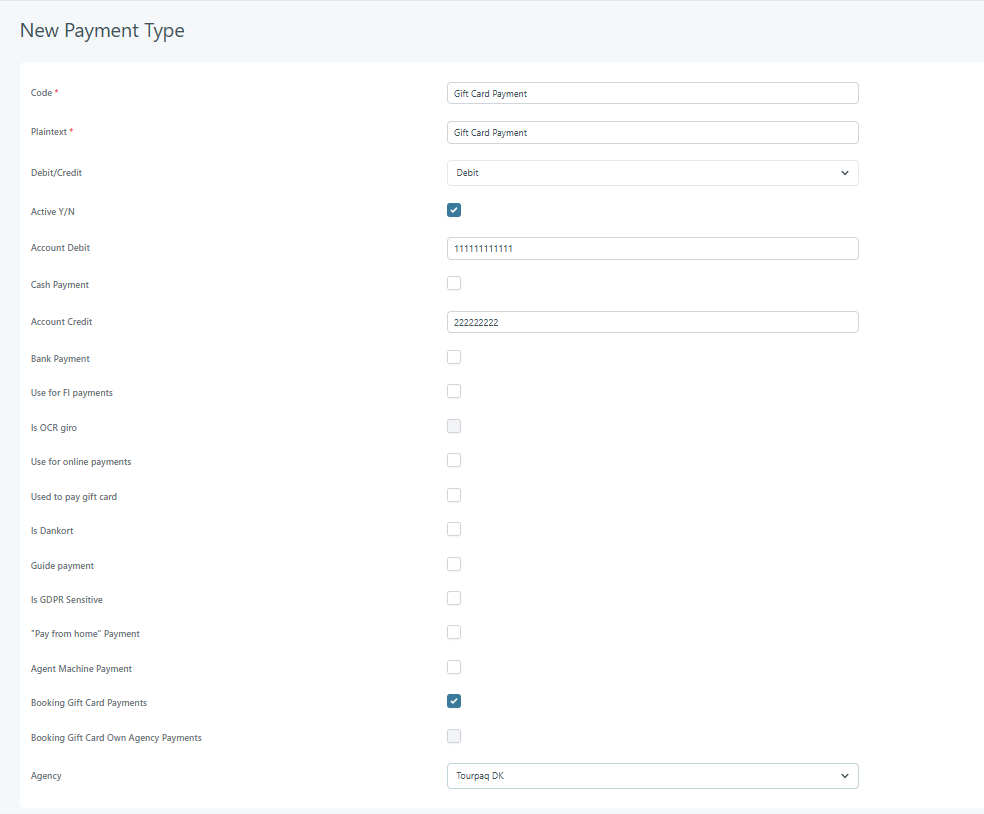 New Payment Type
Code *
Gift Card Payment
Plaintext *
Gift Card Payment
Debit/Credit
Debit
Active Y/N
Account Debit
111111111111
Cash Payment
Account Credit
222222222
Bank Payment
Use for FI payments
Is OCR giro
Use for online payments
Used to pay gift card
Is Dankort
Guide payment
Is GDPR Sensitive
"Pay from home" Payment
Agent Machine Payment
Booking Gift Card Payments
Booking Gift Card Own Agency Payments
Agency
Tourpaq DK